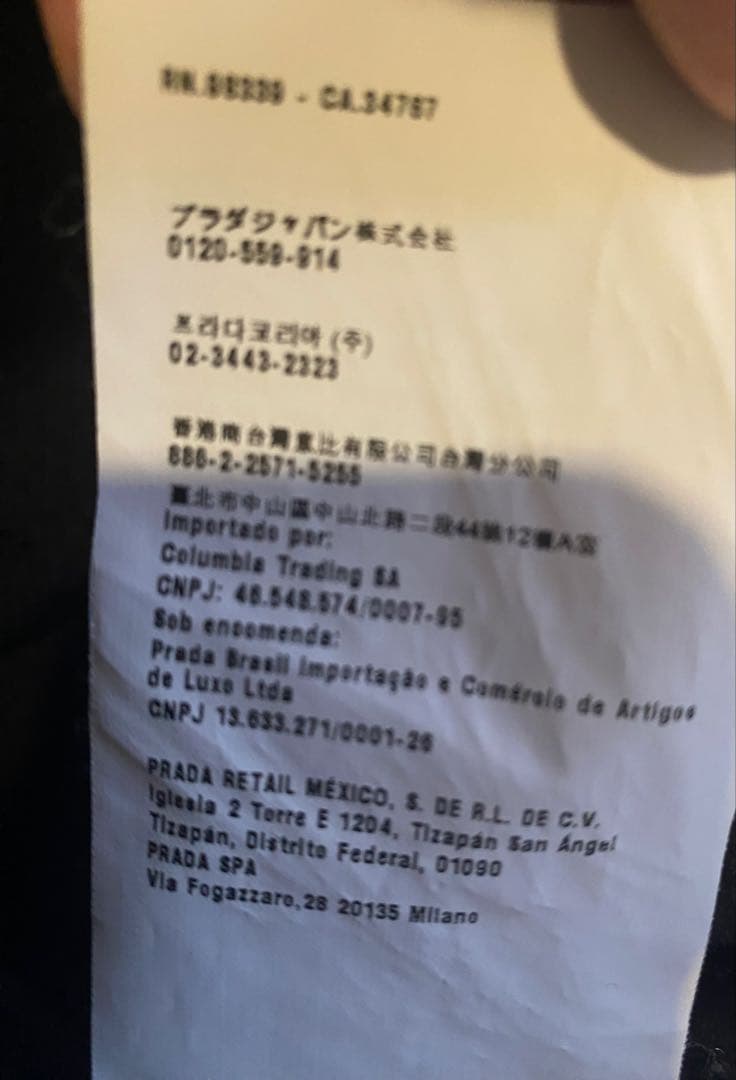 RN.98339 - CA.34767
プラダジャパン株式会社
0120-559-914
프라다코리아 (주)
02-3443-2323
香港商台灣意比有限公司台灣分公司
886-2-2571-5255
臺北市中山區中山北路二段44號12樓A室
Importado por:
Columbia Trading SA
CNPJ: 46.548.574/0007-95
Sob encomenda:
Prada Brasil Importação e Comércio de Artigos
de Luxo Ltda
CNPJ 13.633.271/0001-26
PRADA RETAIL MÉXICO, S. DE R.L. DE C.V.
Iglesia 2 Torre E 1204, Tizapán San Ángel
Tizapán, Distrito Federal, 01090
PRADA SPA
Via Fogazzaro,28 20135 Milano